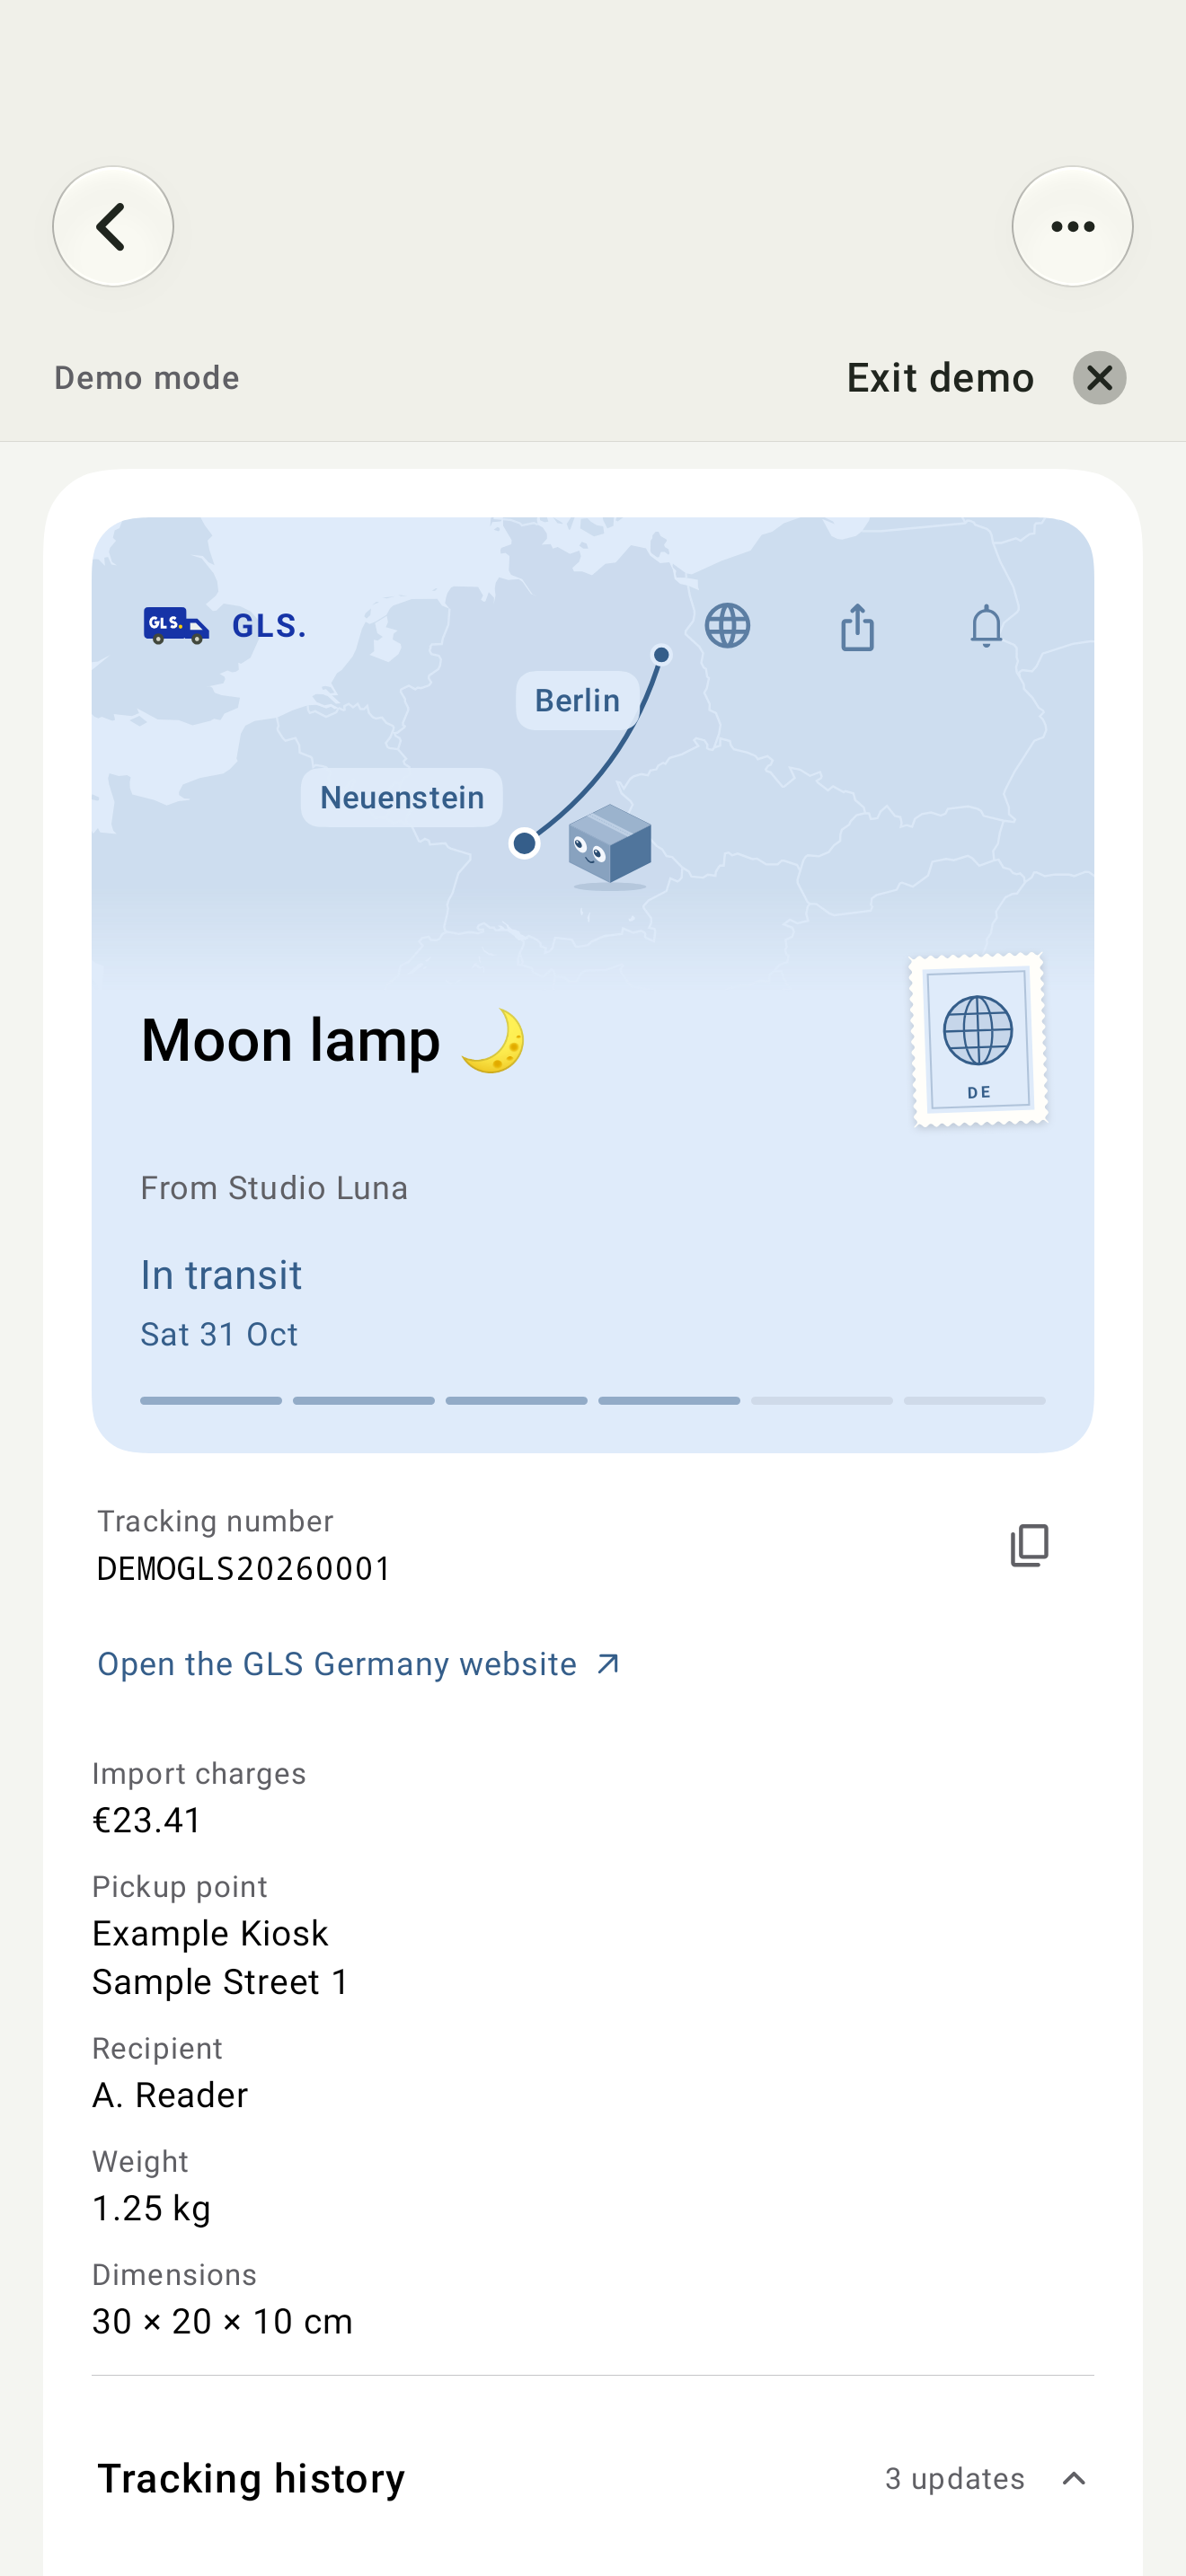 Demo mode
Exit demo
GLS. GLS.
Berlin
Neuenstein
Moon lamp 🌙
DE
From Studio Luna
In transit
Sat 31 Oct
Tracking number
DEMOGLS20260001
Open the GLS Germany website
Import charges
€23.41
Pickup point
Example Kiosk
Sample Street 1
Recipient
A. Reader
Weight
1.25 kg
Dimensions
30 × 20 × 10 cm
Tracking history
3 updates